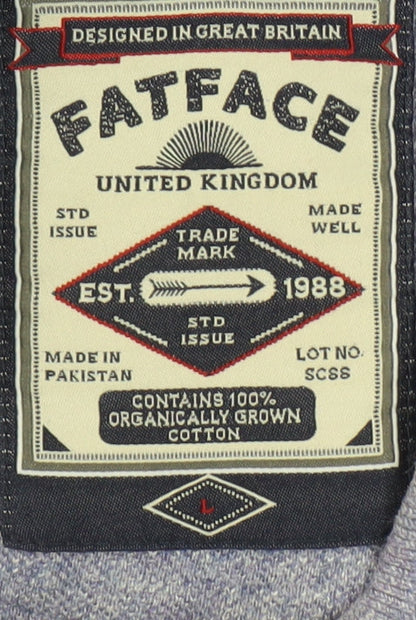 DESIGNED IN GREAT BRITAIN
FATFACE
UNITED KINGDOM
STD
ISSUE
MADE
WELL
TRADE
MARK
EST. 1988
STD
ISSUE
MADE IN
PAKISTAN
LOT NO.
SCSS
CONTAINS 100%
ORGANICALLY GROWN
COTTON
L